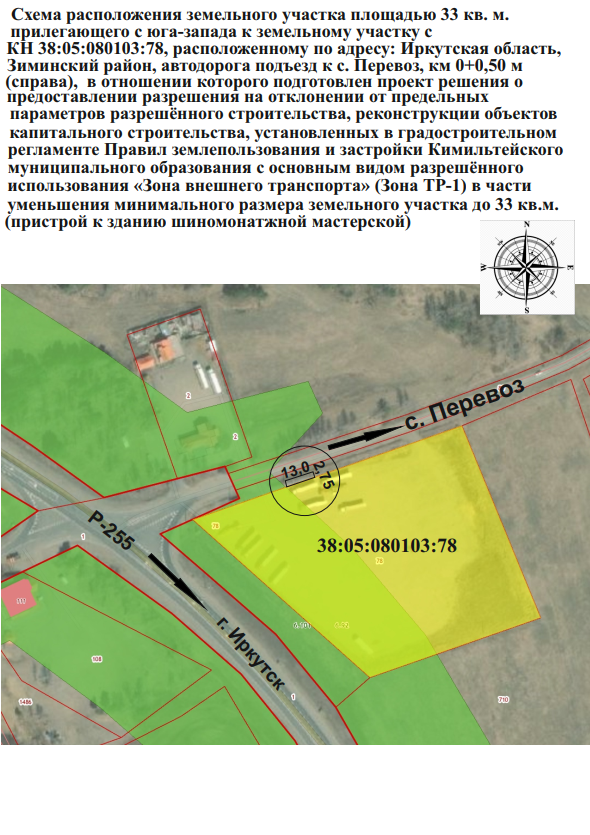 Схема расположения земельного участка площадью 33 кв. м.
прилегающего с юга-запада к земельному участку с
КН 38:05:080103:78, расположенному по адресу: Иркутская область,
Зиминский район, автодорога подъезд к с. Перевоз, км 0+0,50 м
(справа), в отношении которого подготовлен проект решения о
предоставлении разрешения на отклонении от предельных
параметров разрешённого строительства, реконструкции объектов
капитального строительства, установленных в градостроительном
регламенте Правил землепользования и застройки Кимильтейского
муниципального образования с основным видом разрешённого
использования «Зона внешнего транспорта» (Зона ТР-1) в части
уменьшения минимального размера земельного участка до 33 кв.м.
(пристрой к зданию шиномонатжной мастерской)
N
W
E
S
2
2
с. Перевоз
13,0
2,75
Р-255
78
1
38:05:080103:78
78
111
г. Иркутск
108
1
1486
710